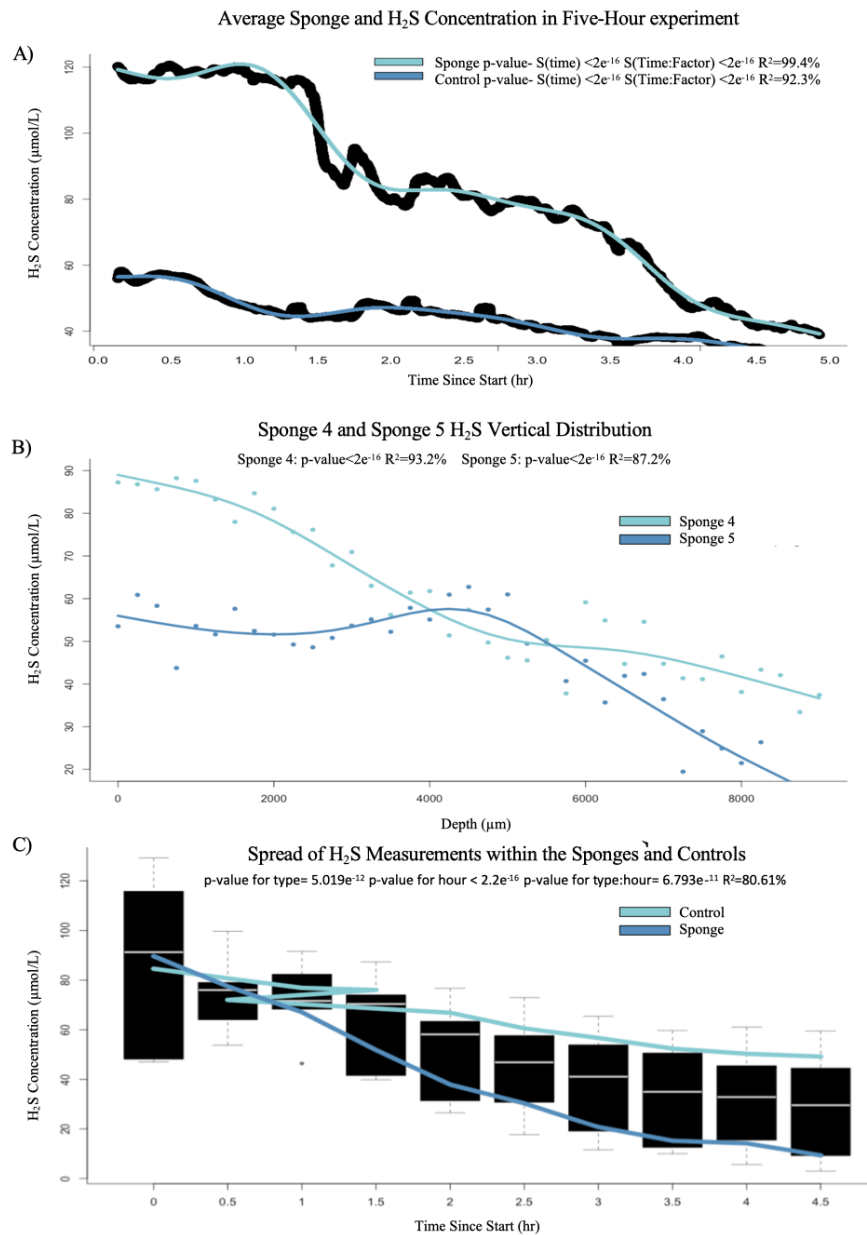 Average Sponge and H₂S Concentration in Five-Hour experiment
A)
Sponge p-value- S(time) <2e⁻¹⁶ S(Time:Factor) <2e⁻¹⁶ R²=99.4%
Control p-value- S(time) <2e⁻¹⁶ S(Time:Factor) <2e⁻¹⁶ R²=92.3%
H₂S Concentration (µmol/L)
120
100
80
60
40
0.0 0.5 1.0 1.5 2.0 2.5 3.0 3.5 4.0 4.5 5.0
Time Since Start (hr)
B)
Sponge 4 and Sponge 5 H₂S Vertical Distribution
Sponge 4: p-value<2e⁻¹⁶ R²=93.2% Sponge 5: p-value<2e⁻¹⁶ R²=87.2%
Sponge 4
Sponge 5
H₂S Concentration (µmol/L)
90
80
70
60
50
40
30
20
0 2000 4000 6000 8000
Depth (µm)
C)
Spread of H₂S Measurements within the Sponges and Controls
p-value for type= 5.019e⁻¹² p-value for hour < 2.2e⁻¹⁶ p-value for type:hour= 6.793e₋¹¹ R²=80.61%
Control
Sponge
H₂S Concentration (µmol/L)
120
100
80
60
40
20
0
0 0.5 1 1.5 2 2.5 3 3.5 4 4.5
Time Since Start (hr)